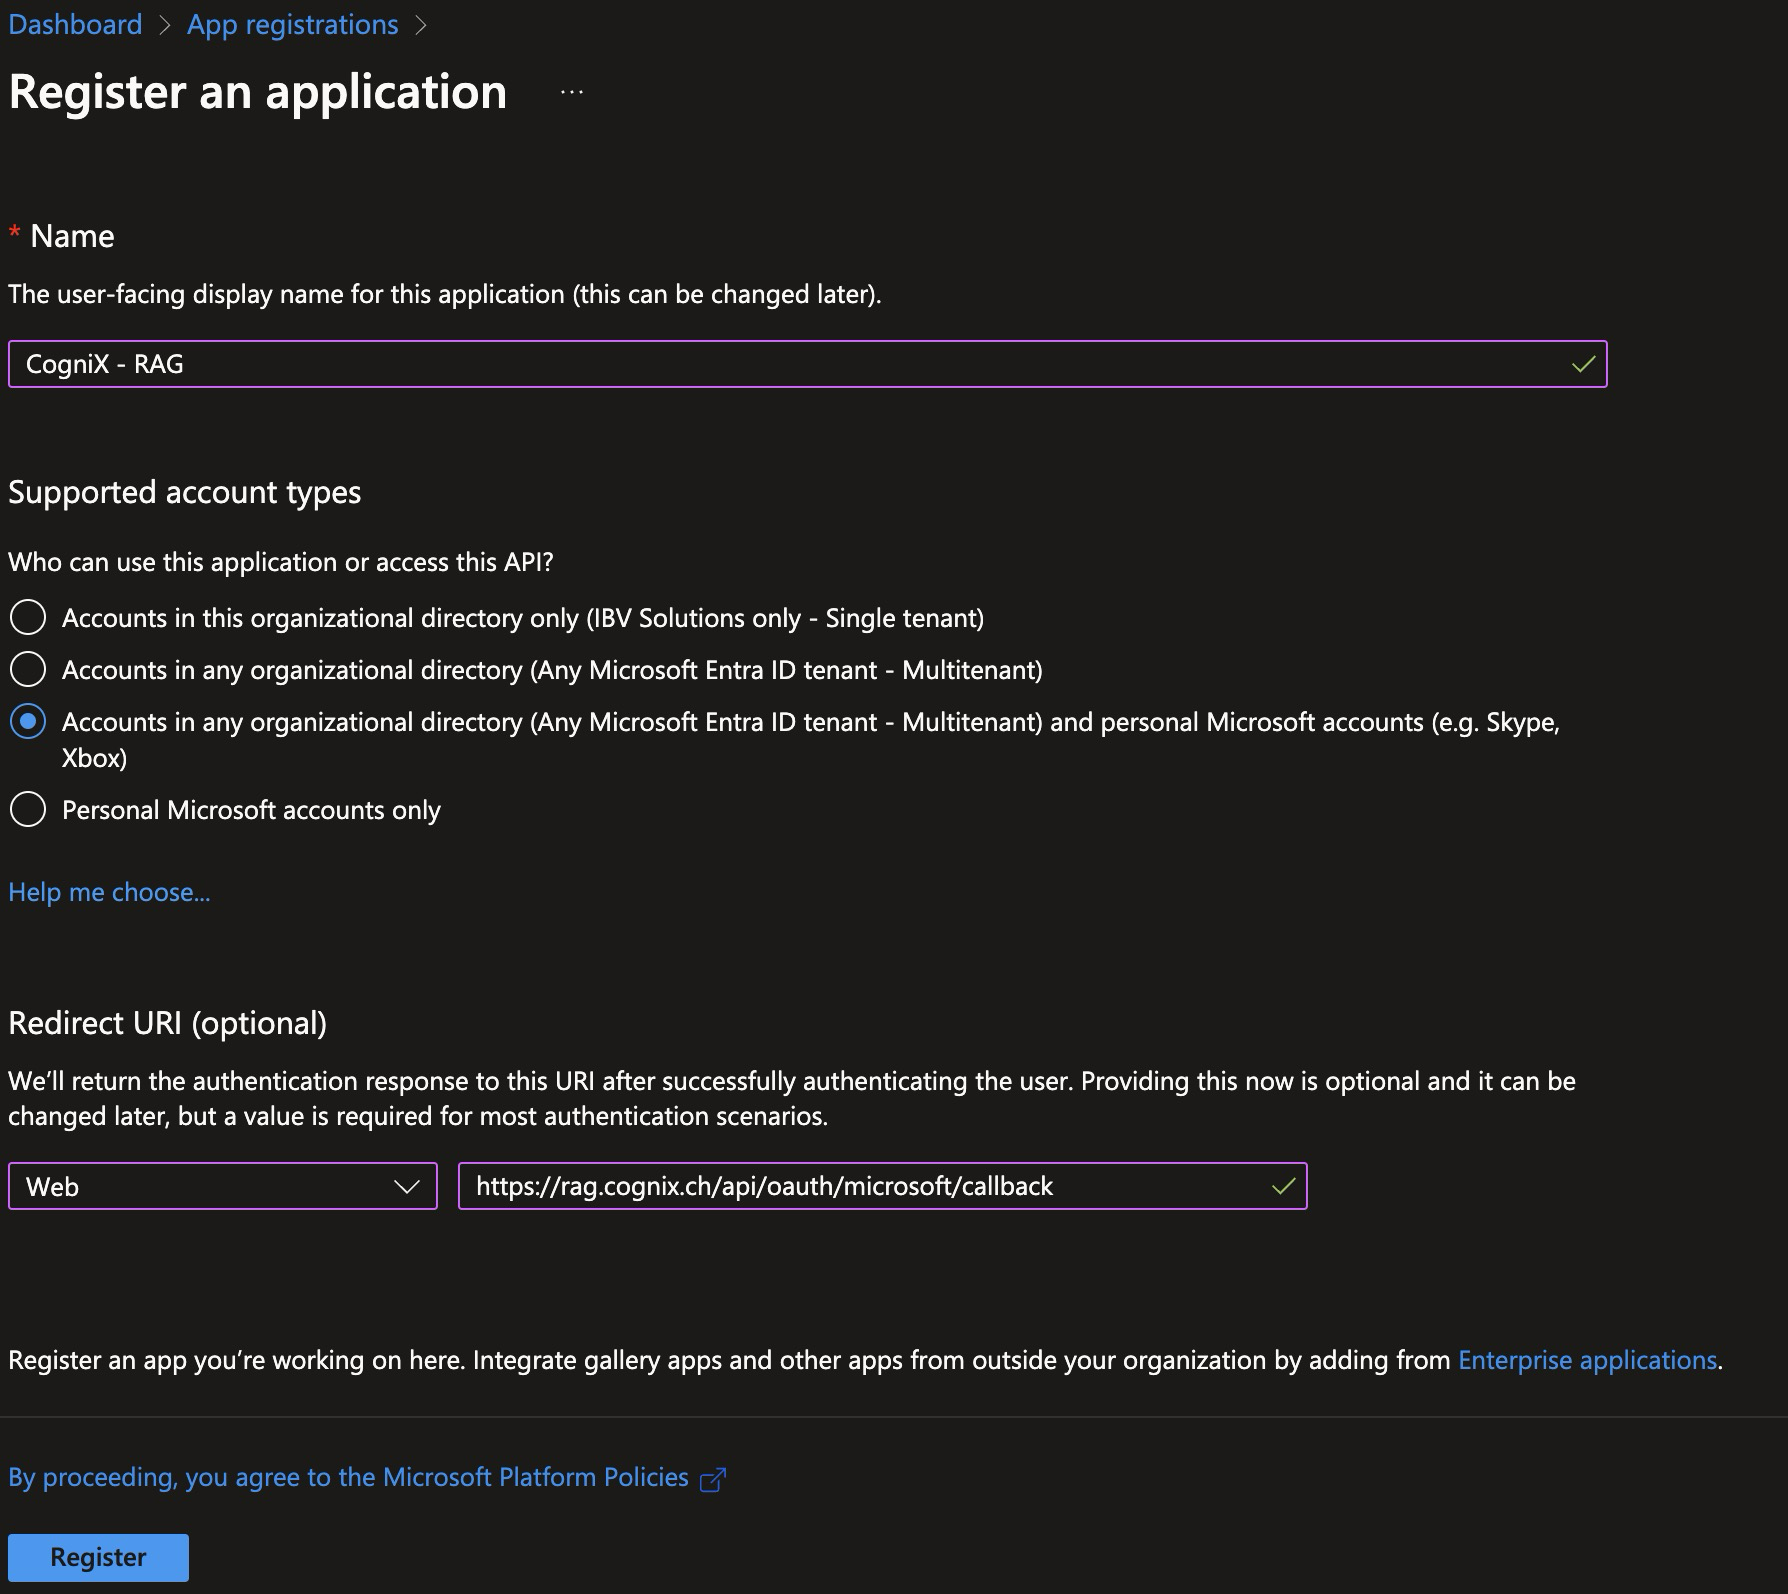 Dashboard > App registrations >
Register an application ...
* Name
The user-facing display name for this application (this can be changed later).
CogniX - RAG
Supported account types
Who can use this application or access this API?
Accounts in this organizational directory only (IBV Solutions only - Single tenant)
Accounts in any organizational directory (Any Microsoft Entra ID tenant - Multitenant)
Accounts in any organizational directory (Any Microsoft Entra ID tenant - Multitenant) and personal Microsoft accounts (e.g. Skype,
Xbox)
Personal Microsoft accounts only
Help me choose...
Redirect URI (optional)
We’ll return the authentication response to this URI after successfully authenticating the user. Providing this now is optional and it can be
changed later, but a value is required for most authentication scenarios.
Web
https://rag.cognix.ch/api/oauth/microsoft/callback
Register an app you’re working on here. Integrate gallery apps and other apps from outside your organization by adding from Enterprise applications.
By proceeding, you agree to the Microsoft Platform Policies
Register